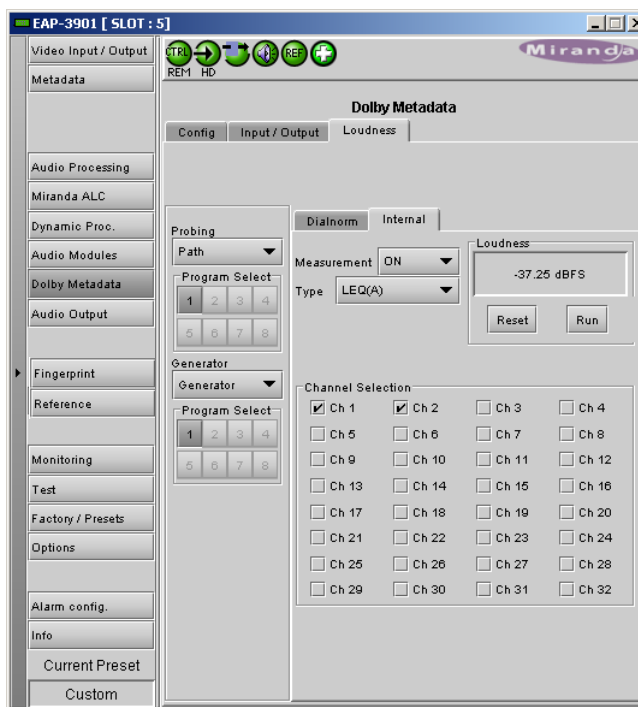 EAP-3901 [ SLOT : 5]
Video Input / Output
Metadata
Audio Processing
Miranda ALC
Dynamic Proc.
Audio Modules
Dolby Metadata
Audio Output
Fingerprint
Reference
Monitoring
Test
Factory / Presets
Options
Alarm config.
Info
Current Preset
Custom
CTRL REF
REM HD
Miranda
Dolby Metadata
Config Input / Output Loudness
Probing
Path
Program Select
1 2 3 4
5 6 7 8
Generator
Generator
Program Select
1 2 3 4
5 6 7 8
Dialnorm Internal
Measurement ON
Type LEQ(A)
Loudness
-37.25 dBFS
Reset Run
Channel Selection
Ch 1 Ch 2 Ch 3 Ch 4
Ch 5 Ch 6 Ch 7 Ch 8
Ch 9 Ch 10 Ch 11 Ch 12
Ch 13 Ch 14 Ch 15 Ch 16
Ch 17 Ch 18 Ch 19 Ch 20
Ch 21 Ch 22 Ch 23 Ch 24
Ch 25 Ch 26 Ch 27 Ch 28
Ch 29 Ch 30 Ch 31 Ch 32